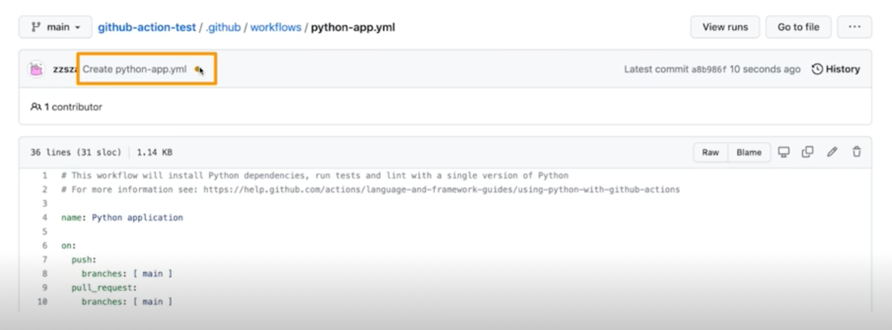 main github-action-test / .github / workflows / python-app.yml View runs Go to file ...
Create python-app.yml Latest commit a8b986f 10 seconds ago History
1 contributor
36 lines (31 sloc) 1.14 KB Raw Blame
1 # This workflow will install Python dependencies, run tests and lint with a single version of Python
2 # For more information see: https://help.github.com/actions/language-and-framework-guides/using-python-with-github-actions
3
4 name: Python application
5
6 on:
7 push:
8 branches: [ main ]
9 pull_request:
10 branches: [ main ]